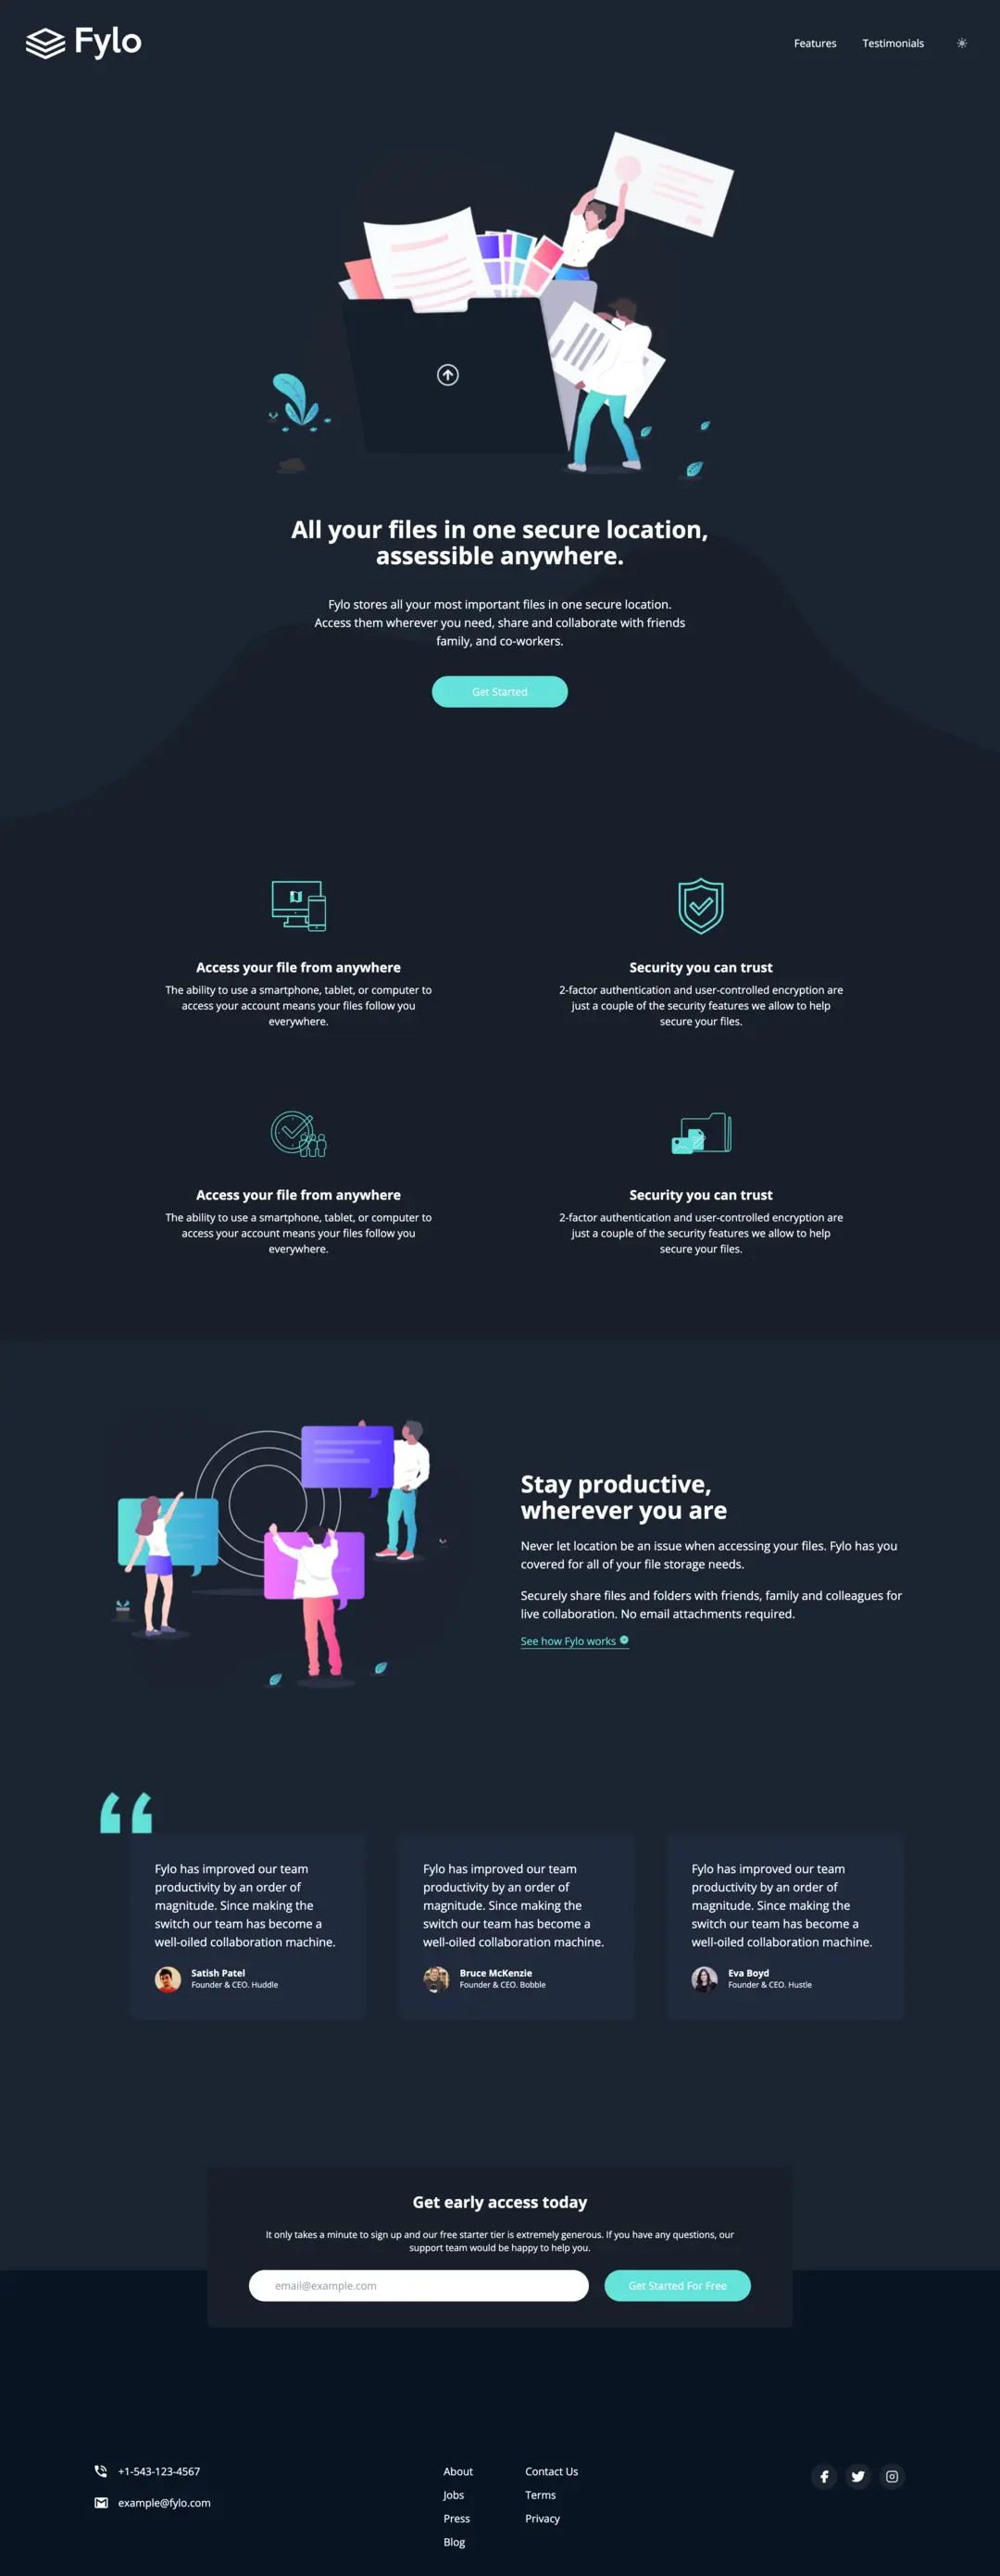 Fylo
Features
Testimonials
All your files in one secure location,
assessible anywhere.
Fylo stores all your most important files in one secure location.
Access them wherever you need, share and collaborate with friends
family, and co-workers.
Get Started
Access your file from anywhere
The ability to use a smartphone, tablet, or computer to
access your account means your files follow you
everywhere.
Security you can trust
2-factor authentication and user-controlled encryption are
just a couple of the security features we allow to help
secure your files.
Access your file from anywhere
The ability to use a smartphone, tablet, or computer to
access your account means your files follow you
everywhere.
Security you can trust
2-factor authentication and user-controlled encryption are
just a couple of the security features we allow to help
secure your files.
Stay productive,
wherever you are
Never let location be an issue when accessing your files. Fylo has you
covered for all of your file storage needs.
Securely share files and folders with friends, family and colleagues for
live collaboration. No email attachments required.
See how Fylo works
Fylo has improved our team
productivity by an order of
magnitude. Since making the
switch our team has become a
well-oiled collaboration machine.
Satish Patel
Founder & CEO. Huddle
Fylo has improved our team
productivity by an order of
magnitude. Since making the
switch our team has become a
well-oiled collaboration machine.
Bruce McKenzie
Founder & CEO. Bobble
Fylo has improved our team
productivity by an order of
magnitude. Since making the
switch our team has become a
well-oiled collaboration machine.
Eva Boyd
Founder & CEO. Hustle
Get early access today
It only takes a minute to sign up and our free starter tier is extremely generous. If you have any questions, our
support team would be happy to help you.
email@example.com
Get Started For Free
+1-543-123-4567
example@fylo.com
About
Jobs
Press
Blog
Contact Us
Terms
Privacy